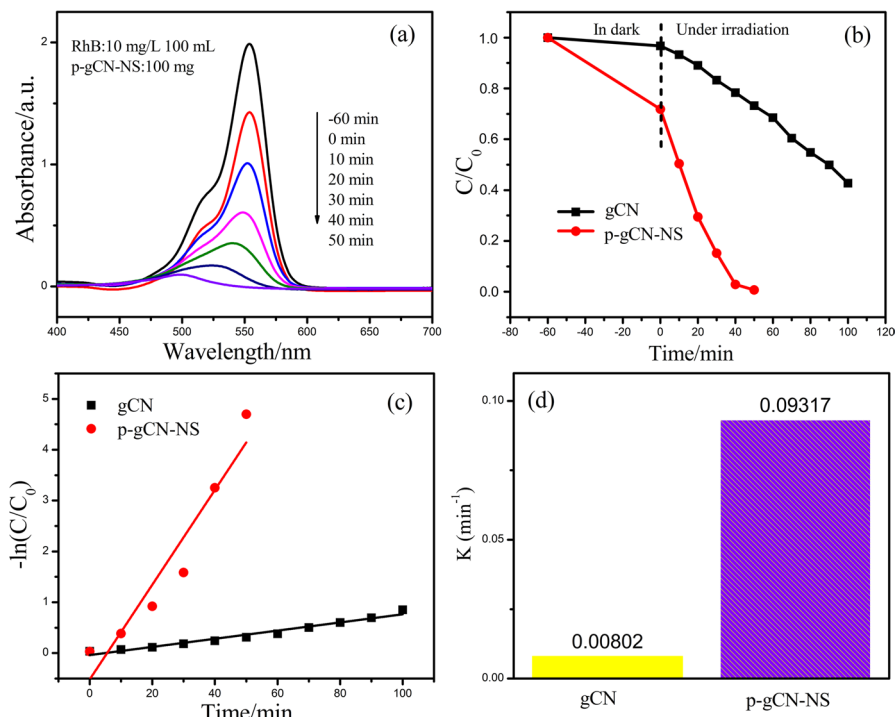 (a)
RhB:10 mg/L 100 mL
p-gCN-NS:100 mg
-60 min
0 min
10 min
20 min
30 min
40 min
50 min
Absorbance/a.u.
2
1
0
400 450 500 550 600 650 700
Wavelength/nm
(b)
In dark Under irradiation
C/C0
1.0
0.8
0.6
0.4
0.2
0.0
gCN
p-gCN-NS
-80 -60 -40 -20 0 20 40 60 80 100 120
Time/min
(c)
gCN
p-gCN-NS
-ln(C/C0)
5
4
3
2
1
0
0 20 40 60 80 100
Time/min
(d)
K (min-1)
0.10
0.05
0.00
0.00802
0.09317
gCN p-gCN-NS